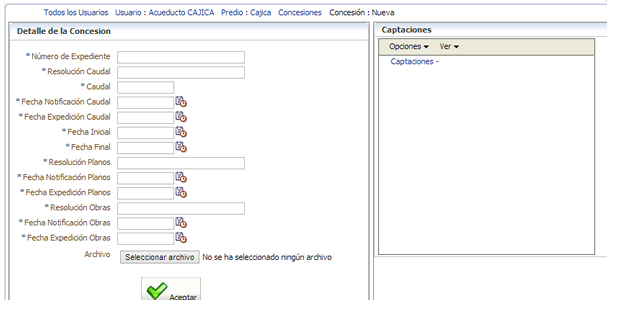 Todos los Usuarios Usuario : Acueducto CAJICA Predio : Cajica Concesiones Concesión : Nueva
Detalle de la Concesion
* Número de Expediente
* Resolución Caudal
* Caudal
* Fecha Notificación Caudal
* Fecha Expedición Caudal
* Fecha Inicial
* Fecha Final
* Resolución Planos
* Fecha Notificación Planos
* Fecha Expedición Planos
* Resolución Obras
* Fecha Notificación Obras
* Fecha Expedición Obras
Archivo Seleccionar archivo No se ha seleccionado ningún archivo
Aceptar
Captaciones
Opciones Ver
Captaciones -